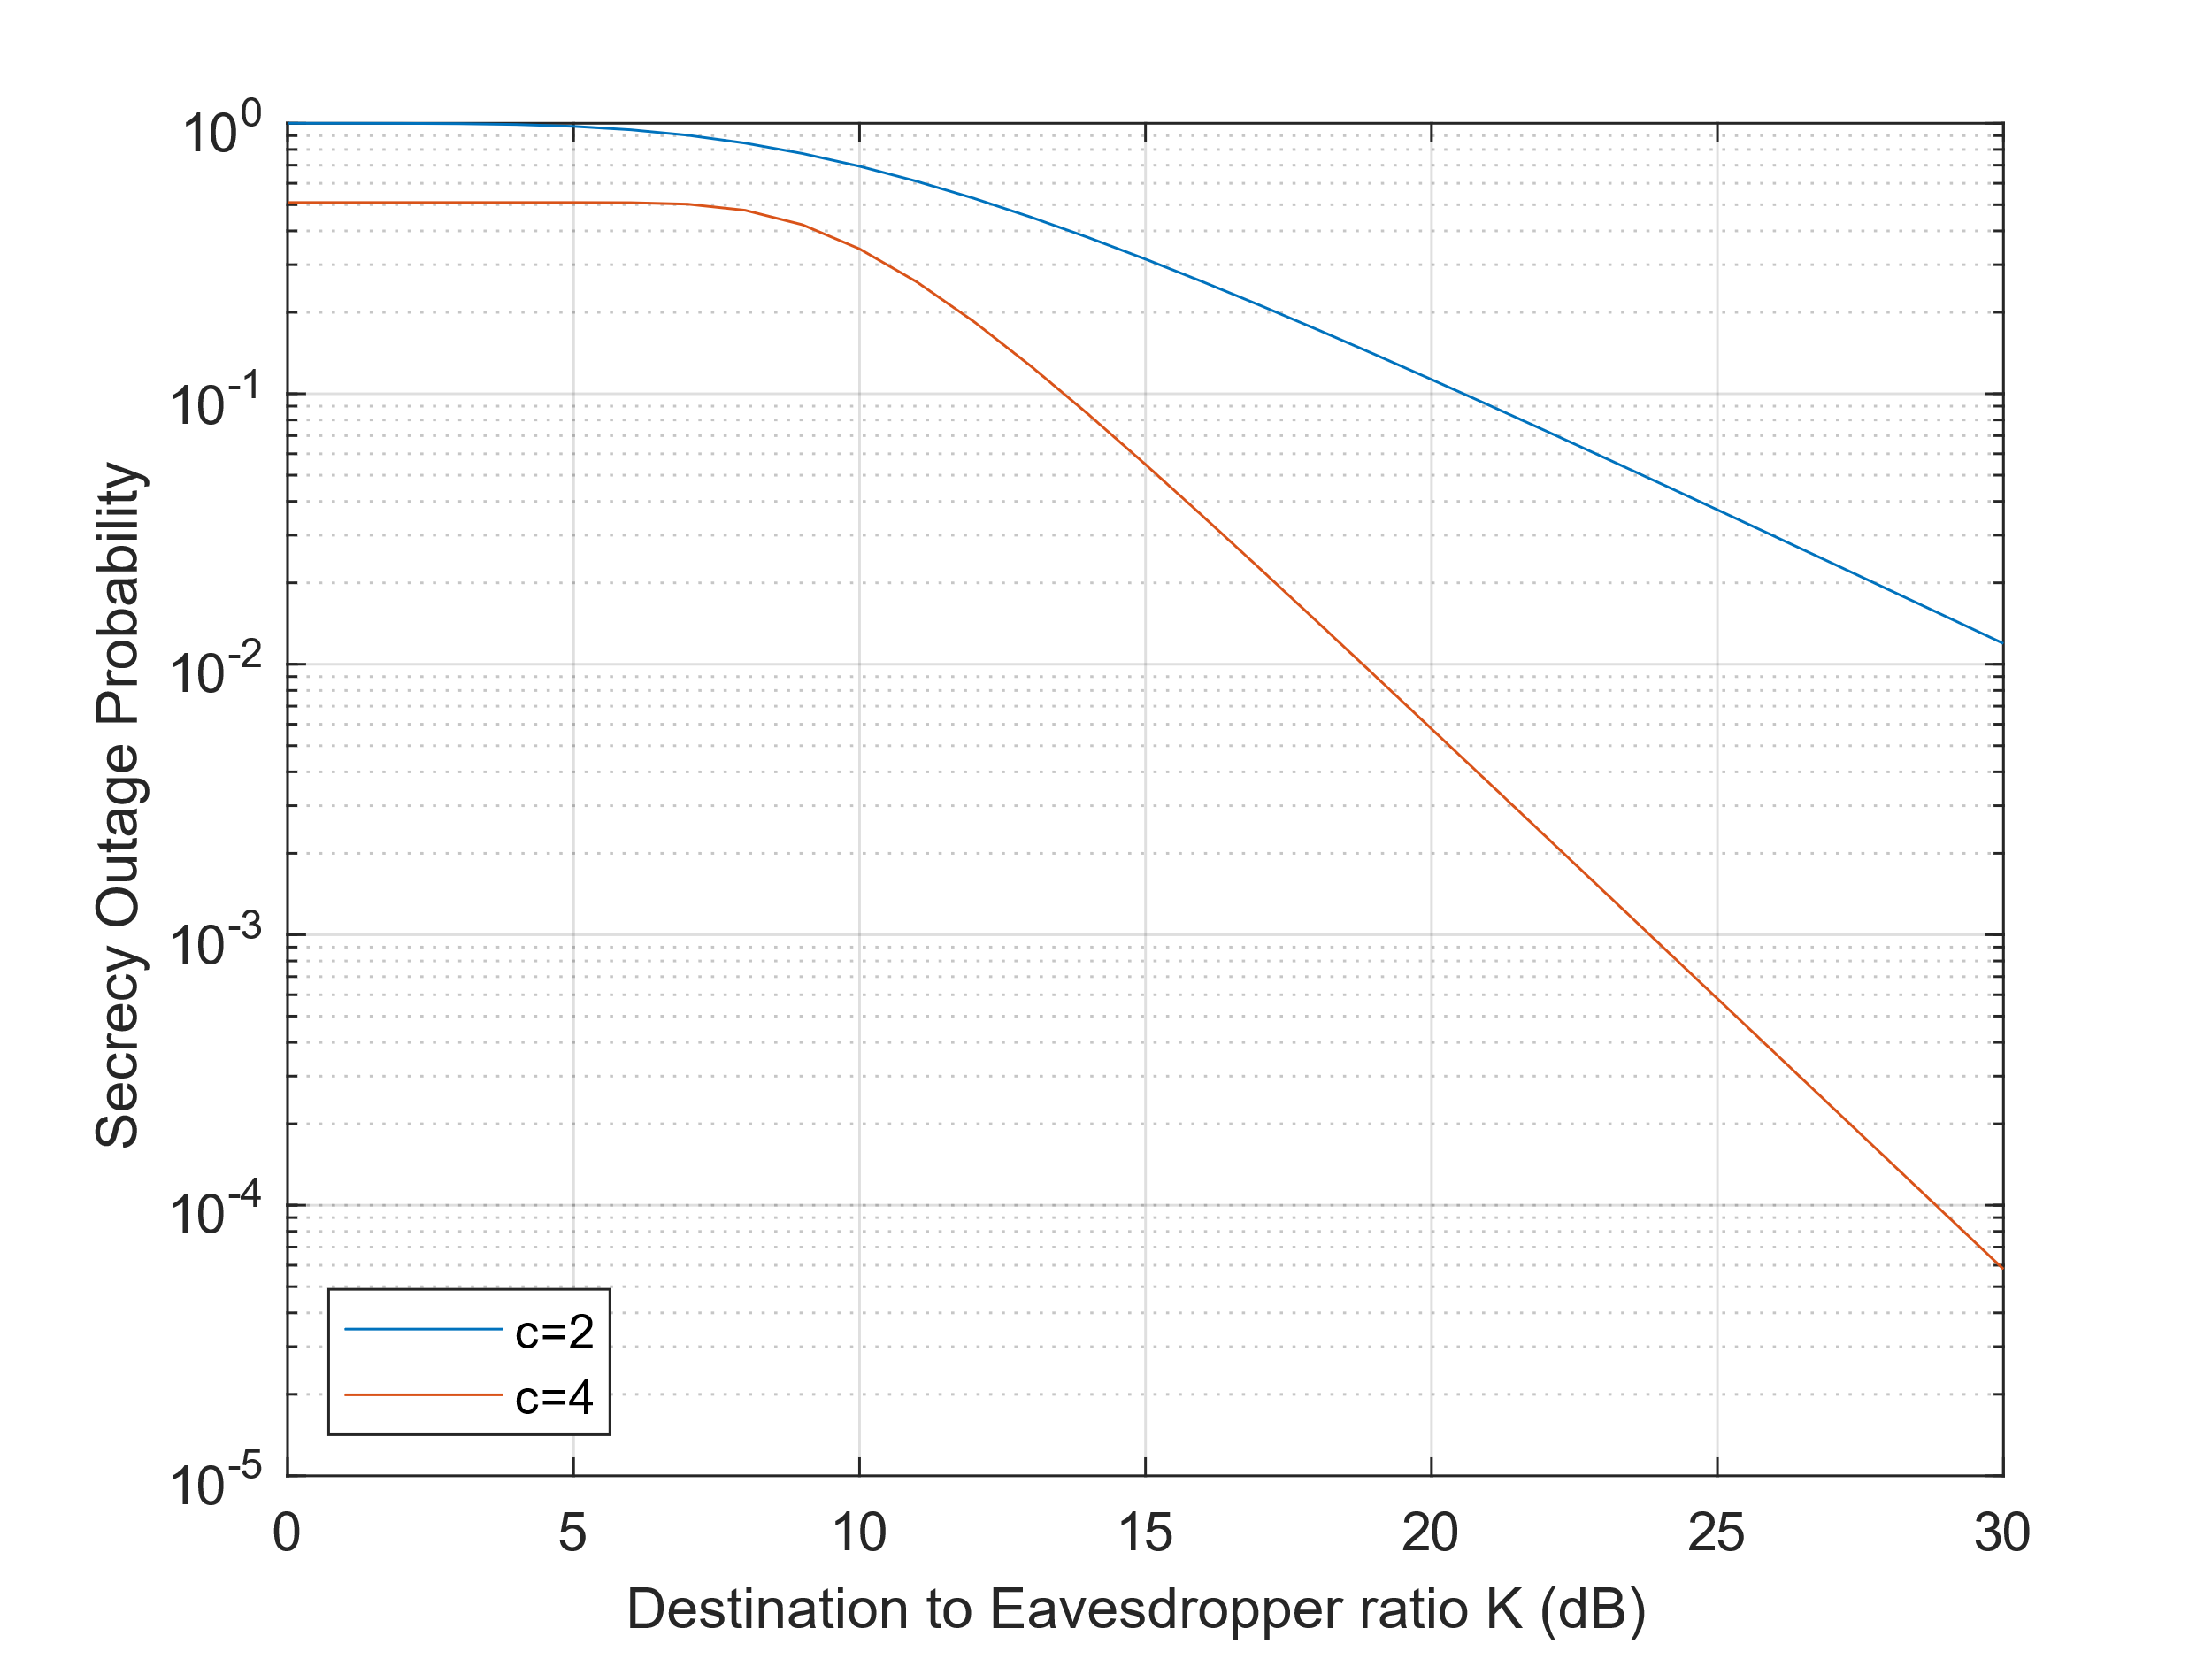 10^0
10^-1
10^-2
10^-3
10^-4
10^-5
Secrecy Outage Probability
c=2
c=4
0 5 10 15 20 25 30
Destination to Eavesdropper ratio K (dB)